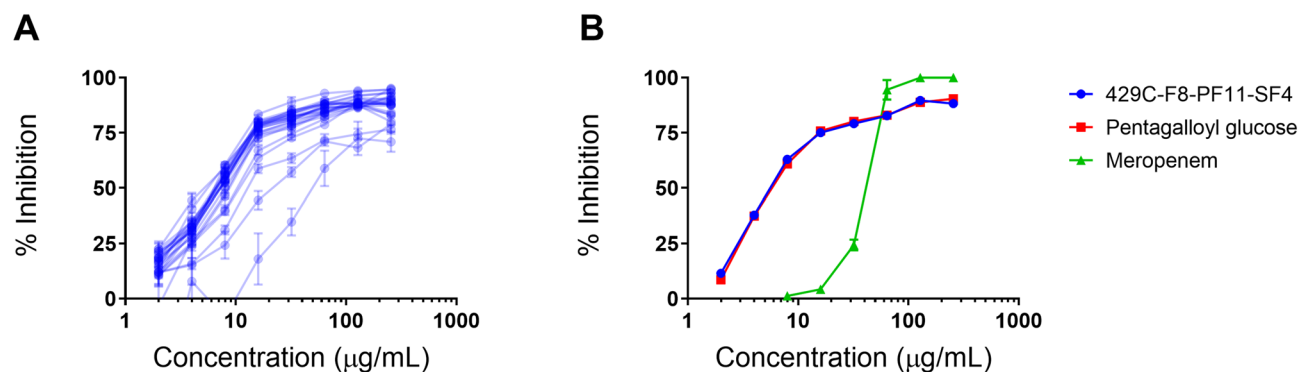 A
% Inhibition
100
75
50
25
0
1
10
100
1000
Concentration (μg/mL)
B
% Inhibition
100
75
50
25
0
1
10
100
1000
Concentration (μg/mL)
429C-F8-PF11-SF4
Pentagalloyl glucose
Meropenem